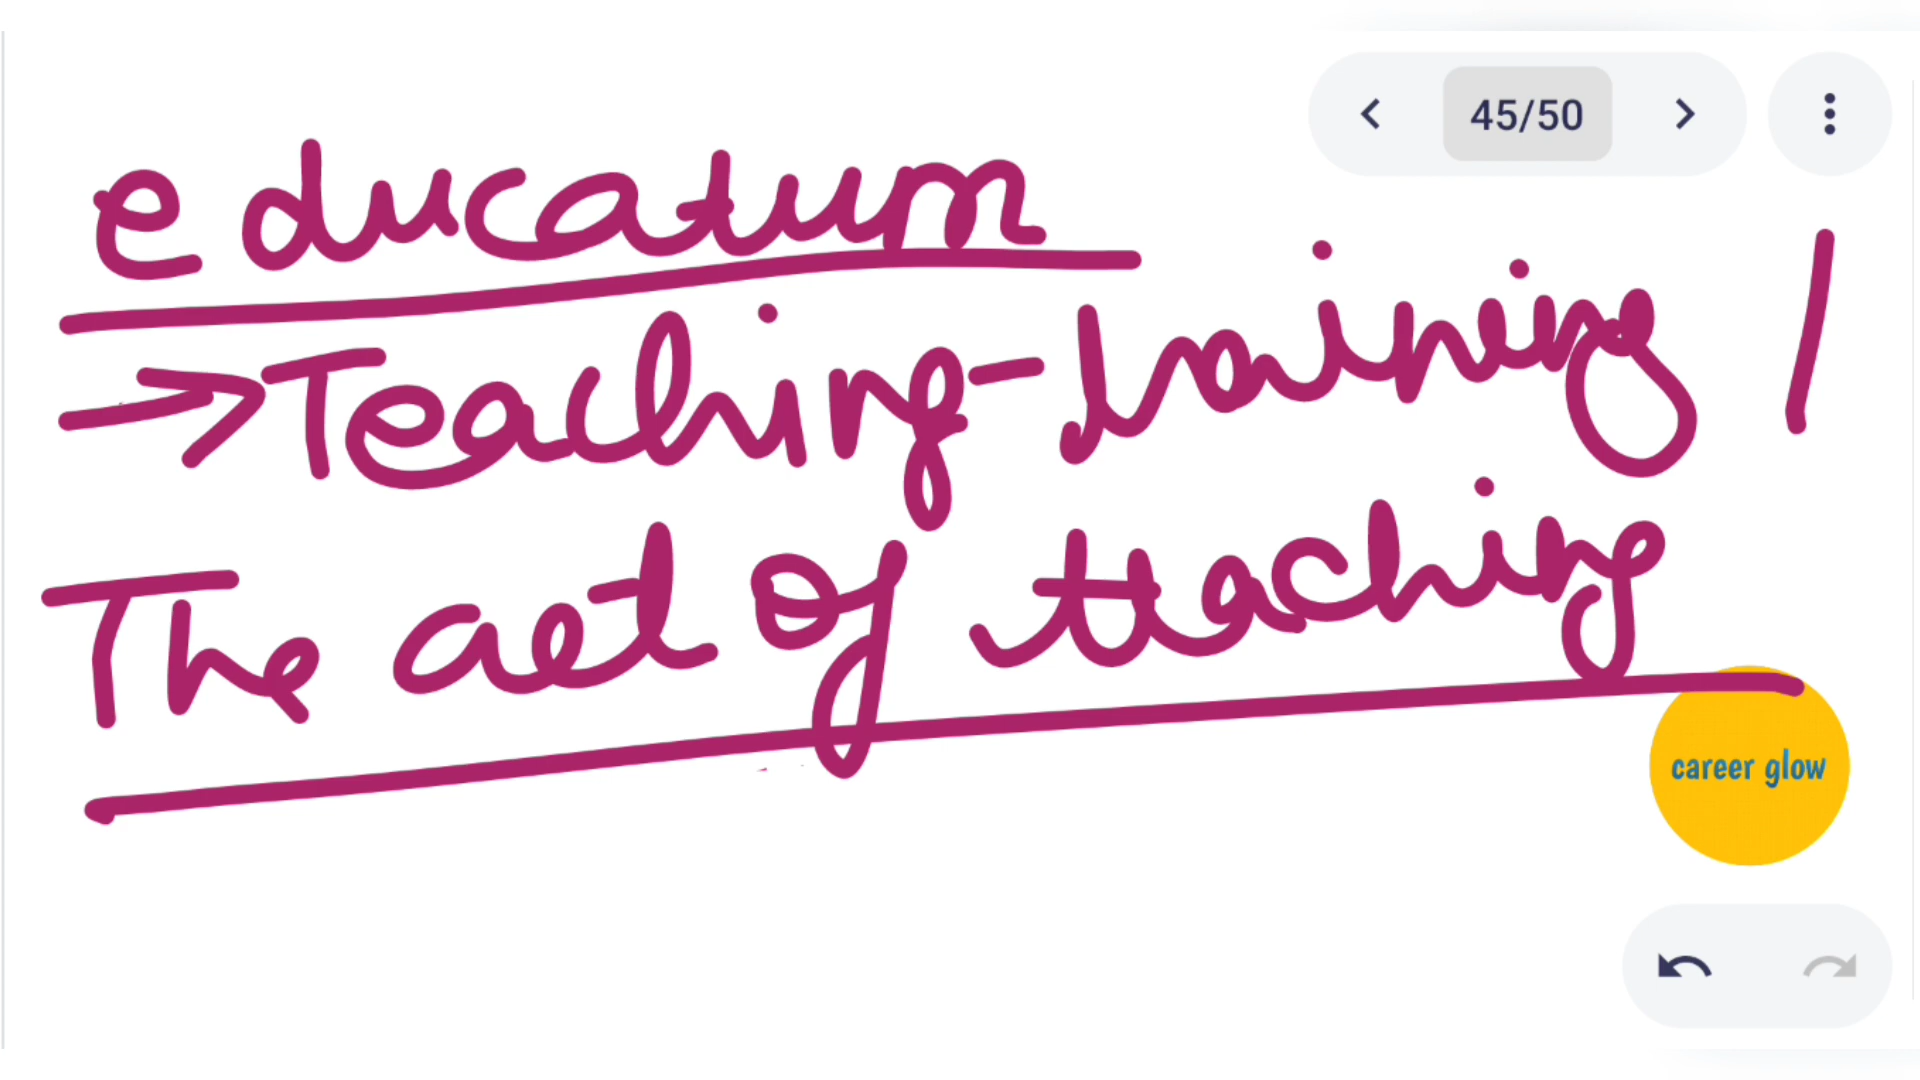 45/50
educatum
→Teaching-training /
The act of teaching
career glow